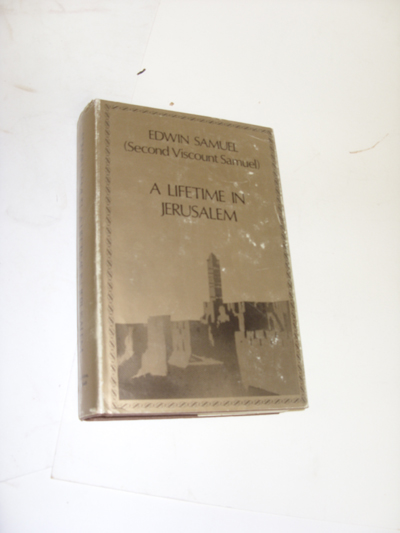 EDWIN SAMUEL
(Second Viscount Samuel)
A LIFETIME IN
JERUSALEM